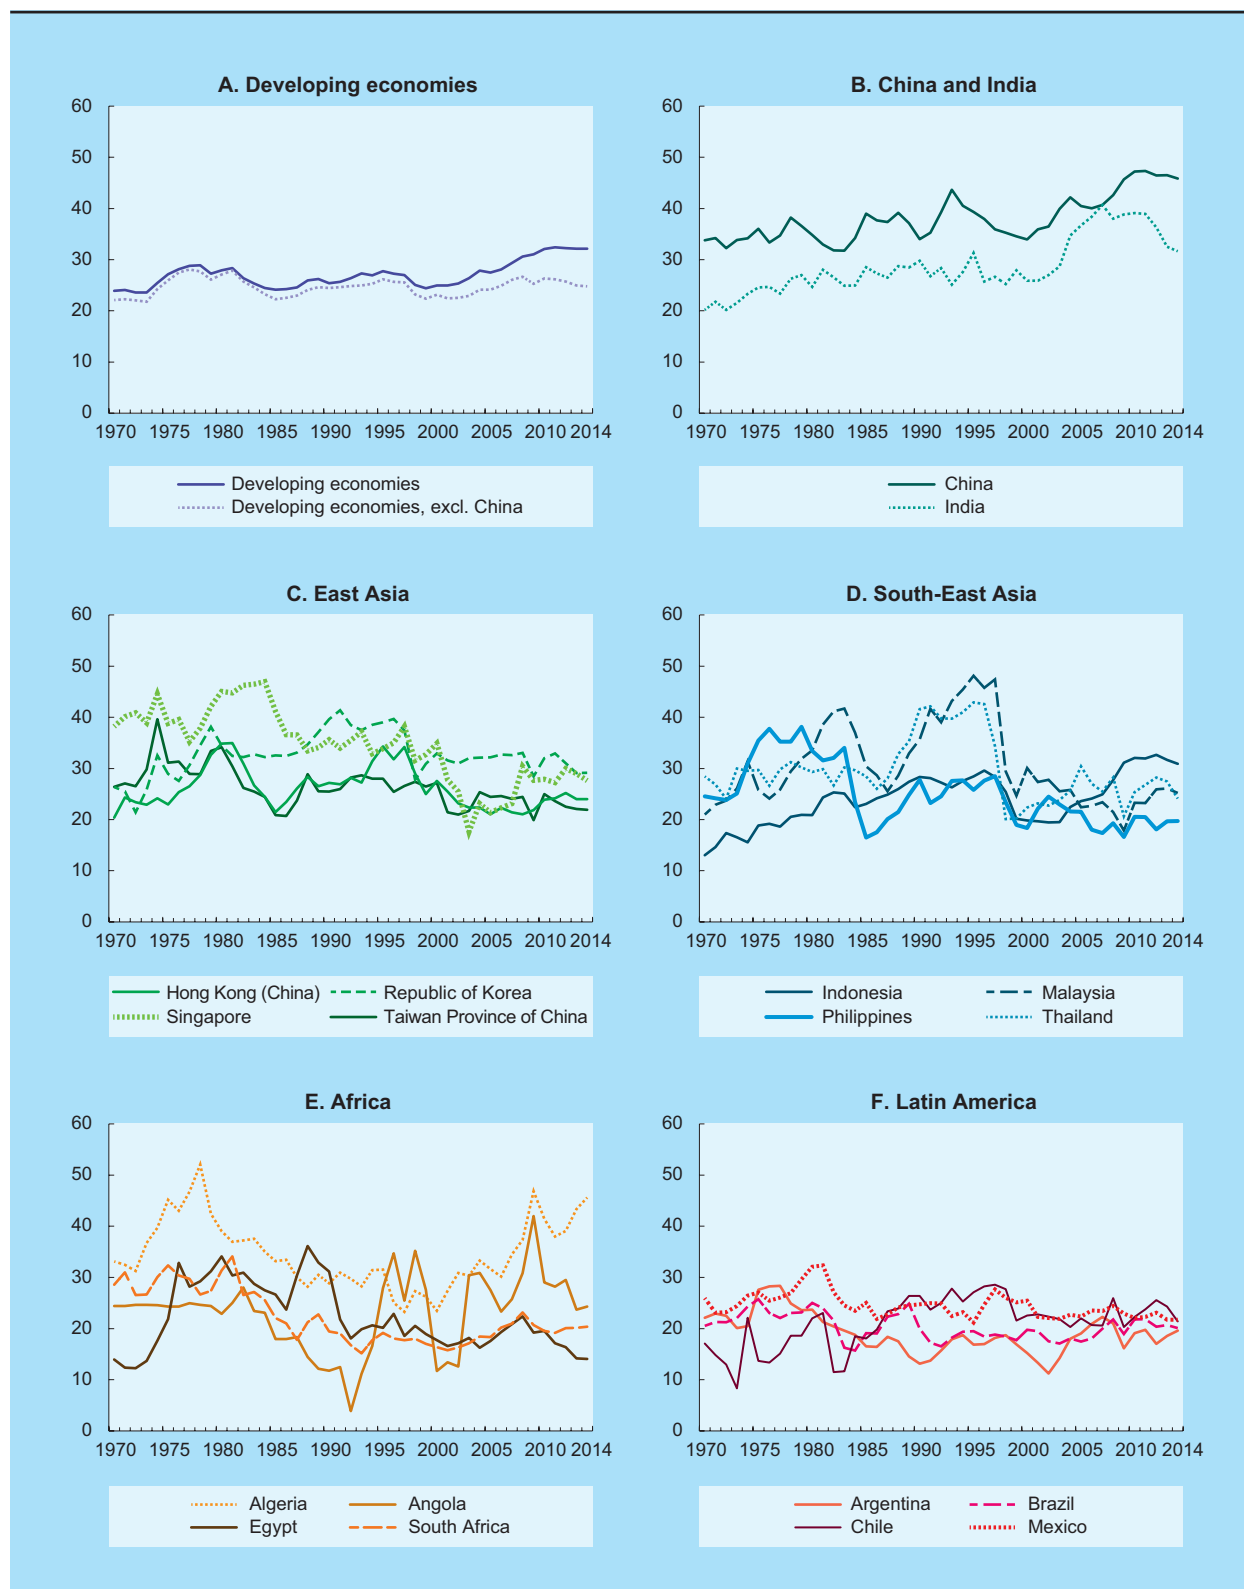 A. Developing economies
60
50
40
30
20
10
0
1970 1975 1980 1985 1990 1995 2000 2005 2010 2014
Developing economies
Developing economies, excl. China
B. China and India
60
50
40
30
20
10
0
1970 1975 1980 1985 1990 1995 2000 2005 2010 2014
China
India
C. East Asia
60
50
40
30
20
10
0
1970 1975 1980 1985 1990 1995 2000 2005 2010 2014
Hong Kong (China) Republic of Korea
Singapore Taiwan Province of China
D. South-East Asia
60
50
40
30
20
10
0
1970 1975 1980 1985 1990 1995 2000 2005 2010 2014
Indonesia Malaysia
Philippines Thailand
E. Africa
60
50
40
30
20
10
0
1970 1975 1980 1985 1990 1995 2000 2005 2010 2014
Algeria Angola
Egypt South Africa
F. Latin America
60
50
40
30
20
10
0
1970 1975 1980 1985 1990 1995 2000 2005 2010 2014
Argentina Brazil
Chile Mexico